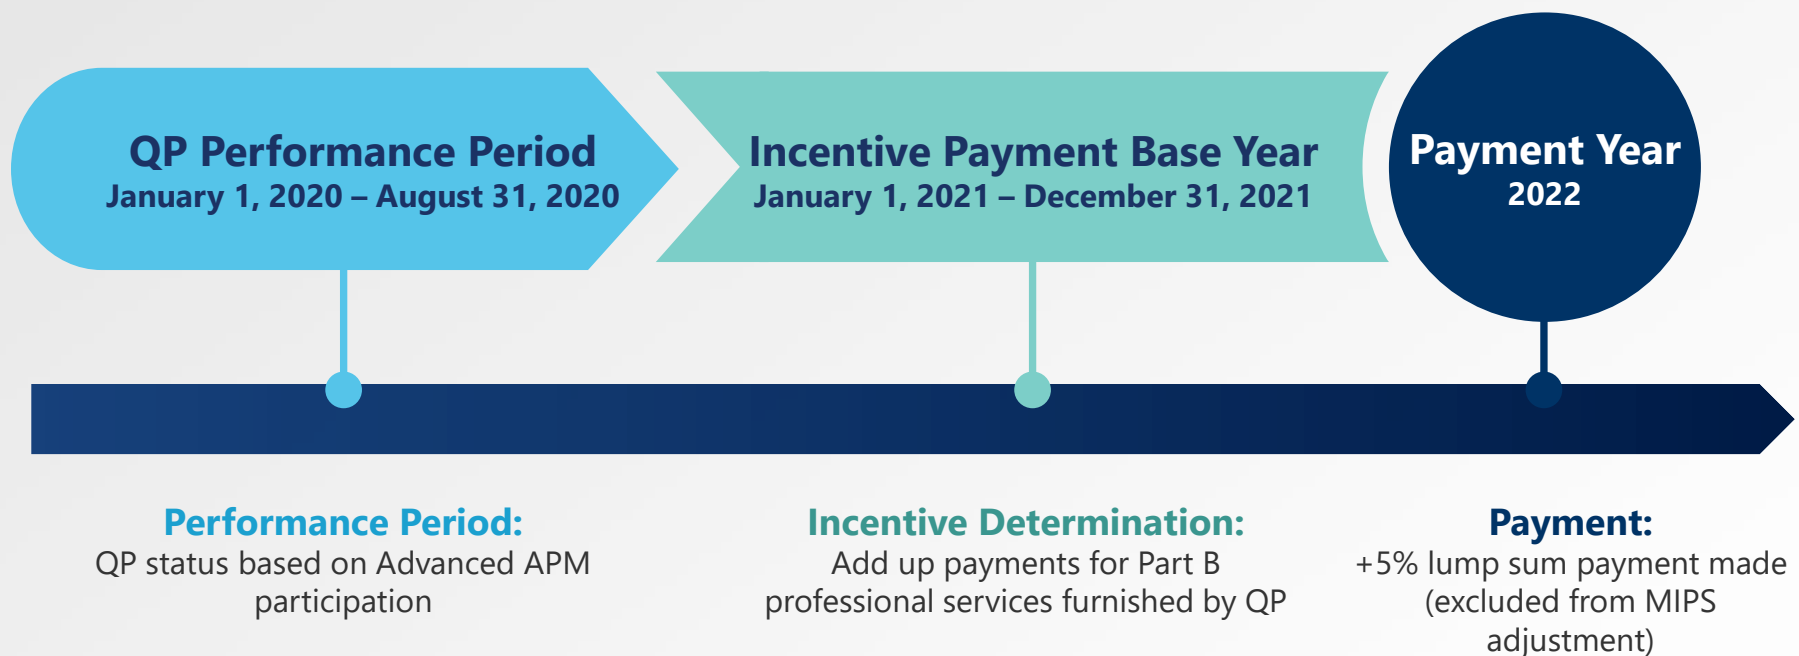 QP Performance Period
January 1, 2020 – August 31, 2020
Incentive Payment Base Year
January 1, 2021 – December 31, 2021
Payment Year
2022
Performance Period:
QP status based on Advanced APM
participation
Incentive Determination:
Add up payments for Part B
professional services furnished by QP
Payment:
+5% lump sum payment made
(excluded from MIPS
adjustment)